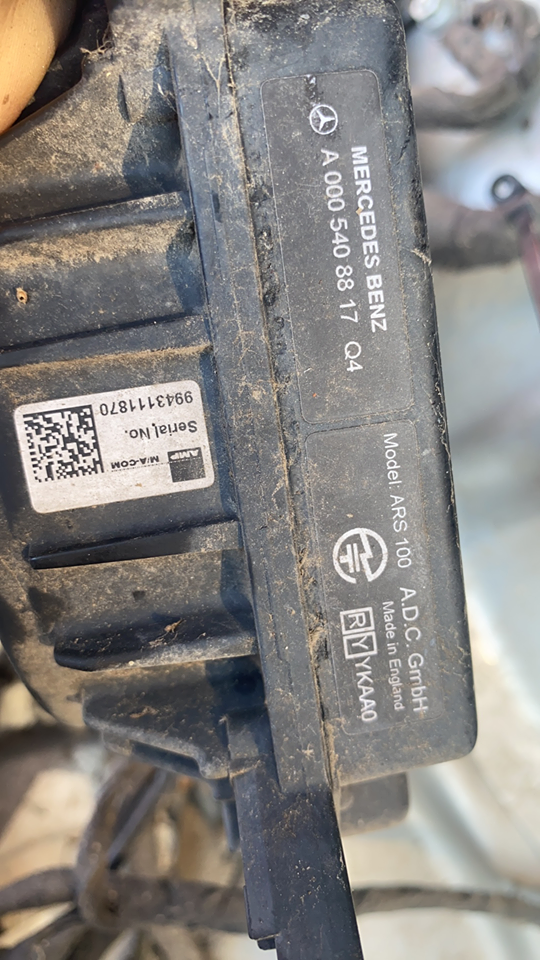 MERCEDES BENZ
A 000 540 88 17 Q4
Model: ARS 100 A.D.C. GmbH
Made in England
R Y YKAA0
AMP
M/A-COM
Serial No.
9943111870